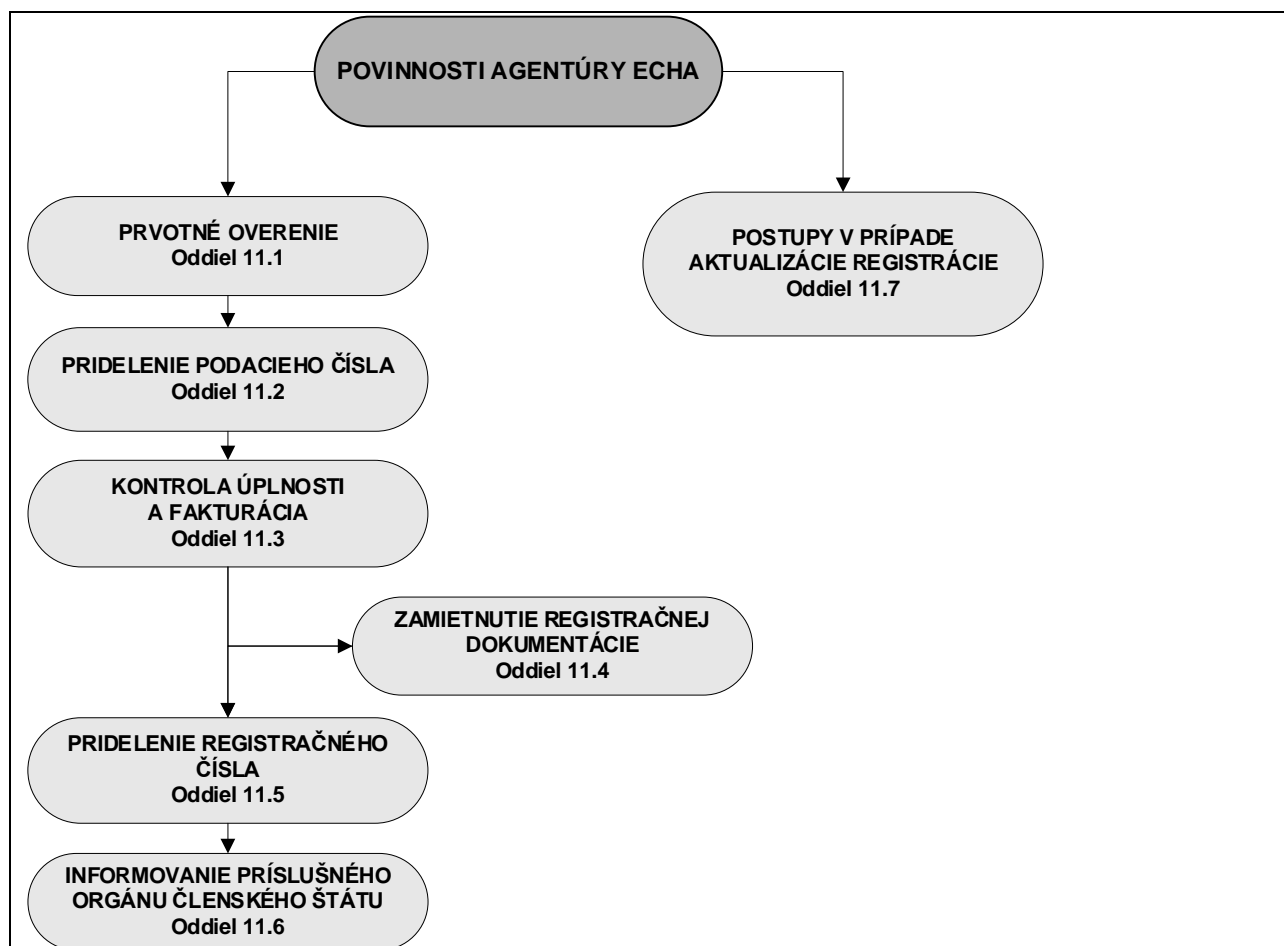 POVINNOSTI AGENTÚRY ECHA
PRVOTNÉ OVERENIE
Oddiel 11.1
POSTUPY V PRÍPADE
AKTUALIZÁCIE REGISTRÁCIE
Oddiel 11.7
PRIDELENIE PODACIEHO ČÍSLA
Oddiel 11.2
KONTROLA ÚPLNOSTI
A FAKTURÁCIA
Oddiel 11.3
ZAMIETNUTIE REGISTRAČNEJ
DOKUMENTÁCIE
Oddiel 11.4
PRIDELENIE REGISTRAČNÉHO
ČÍSLA
Oddiel 11.5
INFORMOVANIE PRÍSLUŠNÉHO
ORGÁNU ČLENSKÉHO ŠTÁTU
Oddiel 11.6